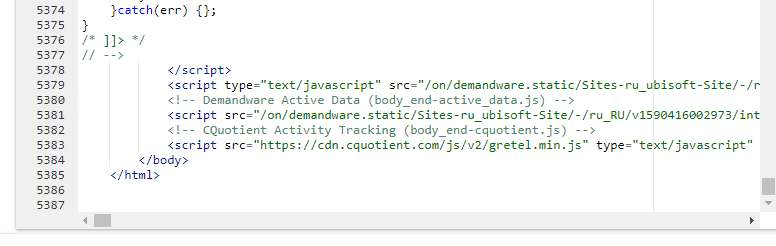 5374 }catch(err) {};
5375 }
5376 /* ]]> */
5377 // -->
5378 </script>
5379 <script type="text/javascript" src="/on/demandware.static/Sites-ru_ubisoft-Site/-/r
5380 <!-- Demandware Active Data (body_end-active_data.js) -->
5381 <script src="/on/demandware.static/Sites-ru_ubisoft-Site/-/ru_RU/v1590416002973/int
5382 <!-- CQuotient Activity Tracking (body_end-cquotient.js) -->
5383 <script src="https://cdn.cquotient.com/js/v2/gretel.min.js" type="text/javascript"
5384 </body>
5385 </html>
5386
5387